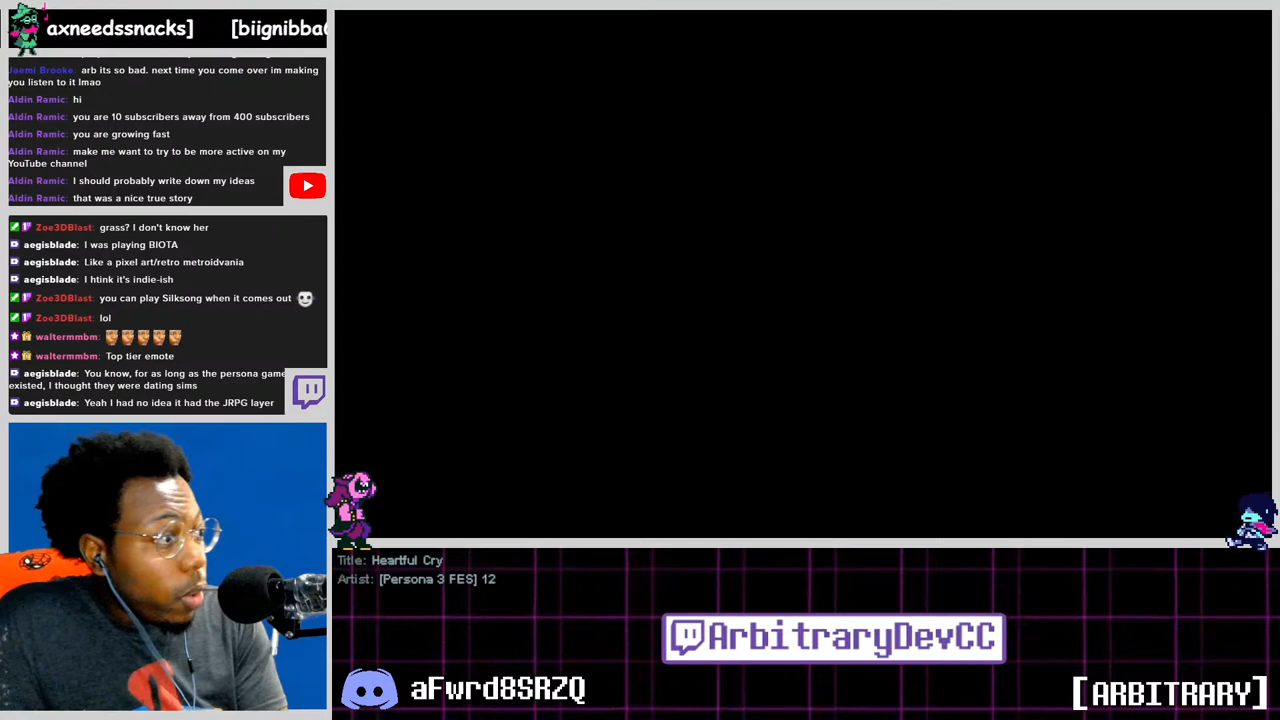 axneedssnacks] [biignibba
Jaemi Brooke: arb its so bad. next time you come over im making
you listen to it lmao
Aldin Ramic: hi
Aldin Ramic: you are 10 subscribers away from 400 subscribers
Aldin Ramic: you are growing fast
Aldin Ramic: make me want to try to be more active on my
YouTube channel
Aldin Ramic: I should probably write down my ideas
Aldin Ramic: that was a nice true story
Zoe3DBlast: grass? I don't know her
aegisblade: I was playing BIOTA
aegisblade: Like a pixel art/retro metroidvania
aegisblade: I htink it's indie-ish
Zoe3DBlast: you can play Silksong when it comes out
Zoe3DBlast: lol
waltermmbm:
waltermmbm: Top tier emote
aegisblade: You know, for as long as the persona game
existed, I thought they were dating sims
aegisblade: Yeah I had no idea it had the JRPG layer
Title: Heartful Cry
Artist: [Persona 3 FES] 12
ArbitraryDevCC
aFwrd8SRZQ
[ARBITRARY]